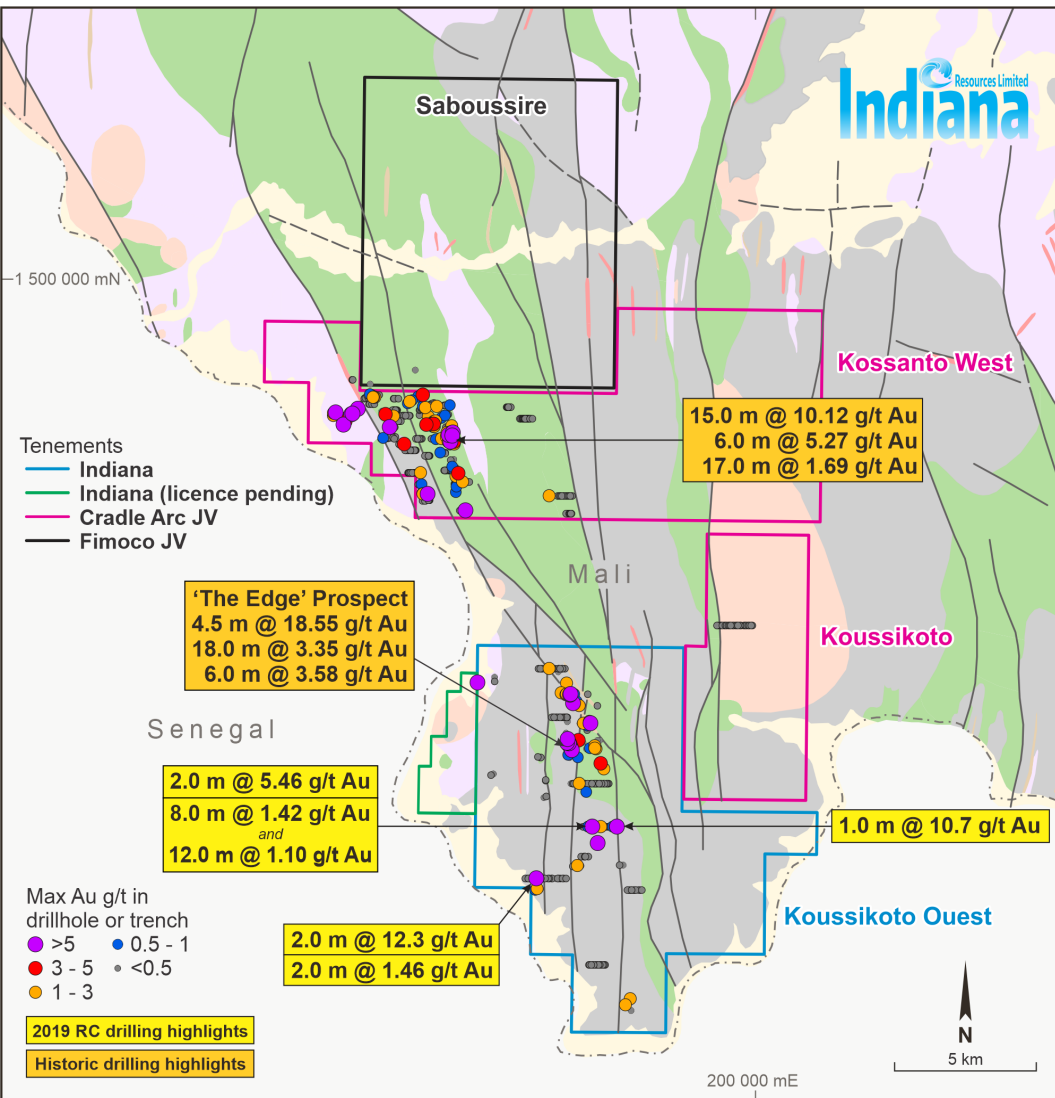 Saboussire
Indiana
Resources Limited
1 500 000 mN
Kossanto West
15.0 m @ 10.12 g/t Au
6.0 m @ 5.27 g/t Au
17.0 m @ 1.69 g/t Au
Tenements
Indiana
Indiana (licence pending)
Cradle Arc JV
Fimoco JV
Mali
‘The Edge’ Prospect
4.5 m @ 18.55 g/t Au
18.0 m @ 3.35 g/t Au
6.0 m @ 3.58 g/t Au
Koussikoto
Senegal
2.0 m @ 5.46 g/t Au
8.0 m @ 1.42 g/t Au
and
12.0 m @ 1.10 g/t Au
1.0 m @ 10.7 g/t Au
Koussikoto Ouest
2.0 m @ 12.3 g/t Au
2.0 m @ 1.46 g/t Au
Max Au g/t in
drillhole or trench
>5
0.5 - 1
3 - 5
<0.5
1 - 3
2019 RC drilling highlights
Historic drilling highlights
N
5 km
200 000 mE